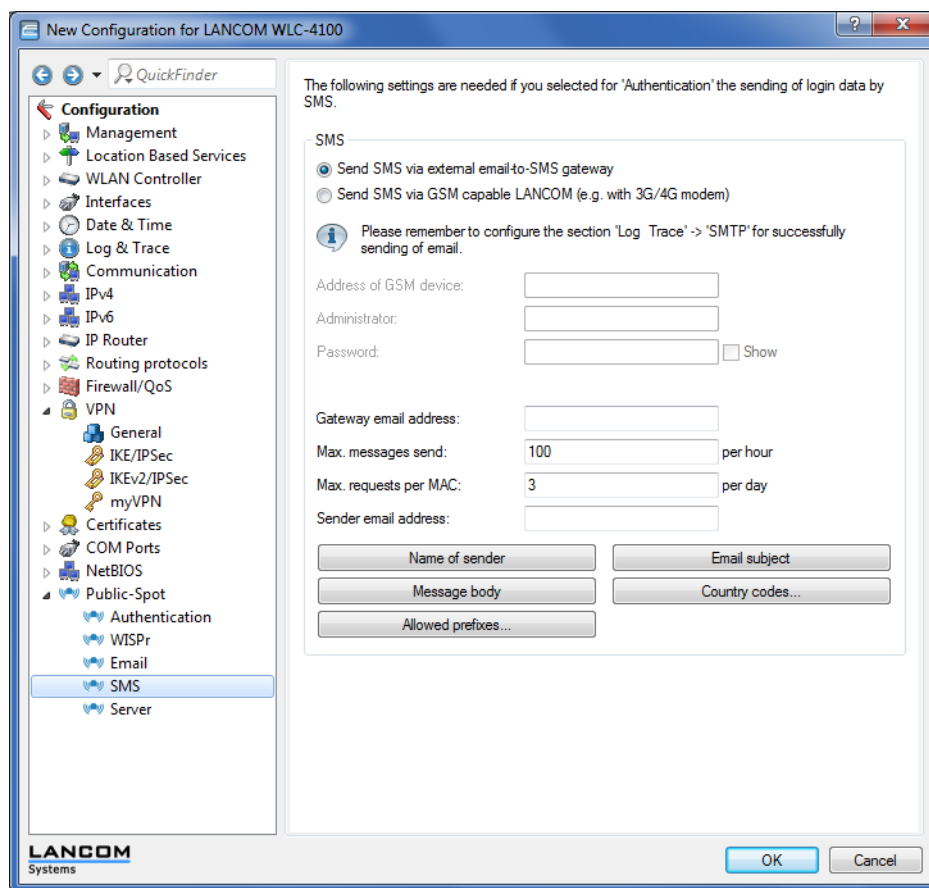 New Configuration for LANCOM WLC-4100
QuickFinder
Configuration
Management
Location Based Services
WLAN Controller
Interfaces
Date & Time
Log & Trace
Communication
IPv4
IPv6
IP Router
Routing protocols
Firewall/QoS
VPN
General
IKE/IPSec
IKEv2/IPSec
myVPN
Certificates
COM Ports
NetBIOS
Public-Spot
Authentication
WISPr
Email
SMS
Server
The following settings are needed if you selected for 'Authentication' the sending of login data by
SMS.
SMS
Send SMS via external email-to-SMS gateway
Send SMS via GSM capable LANCOM (e.g. with 3G/4G modem)
Please remember to configure the section 'Log Trace' -> 'SMTP' for successfully
sending of email.
Address of GSM device:
Administrator:
Password: Show
Gateway email address:
Max. messages send: 100 per hour
Max. requests per MAC: 3 per day
Sender email address:
Name of sender Email subject
Message body Country codes...
Allowed prefixes...
LANCOM
Systems
OK Cancel